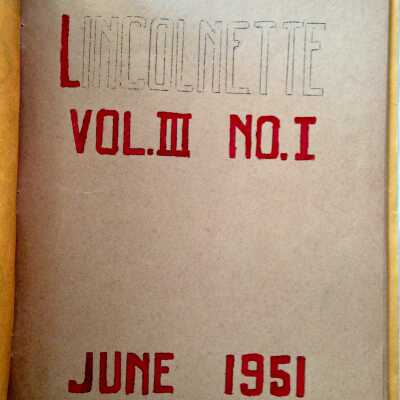 LINCOLNETTE
VOL. III NO. I
JUNE 1951